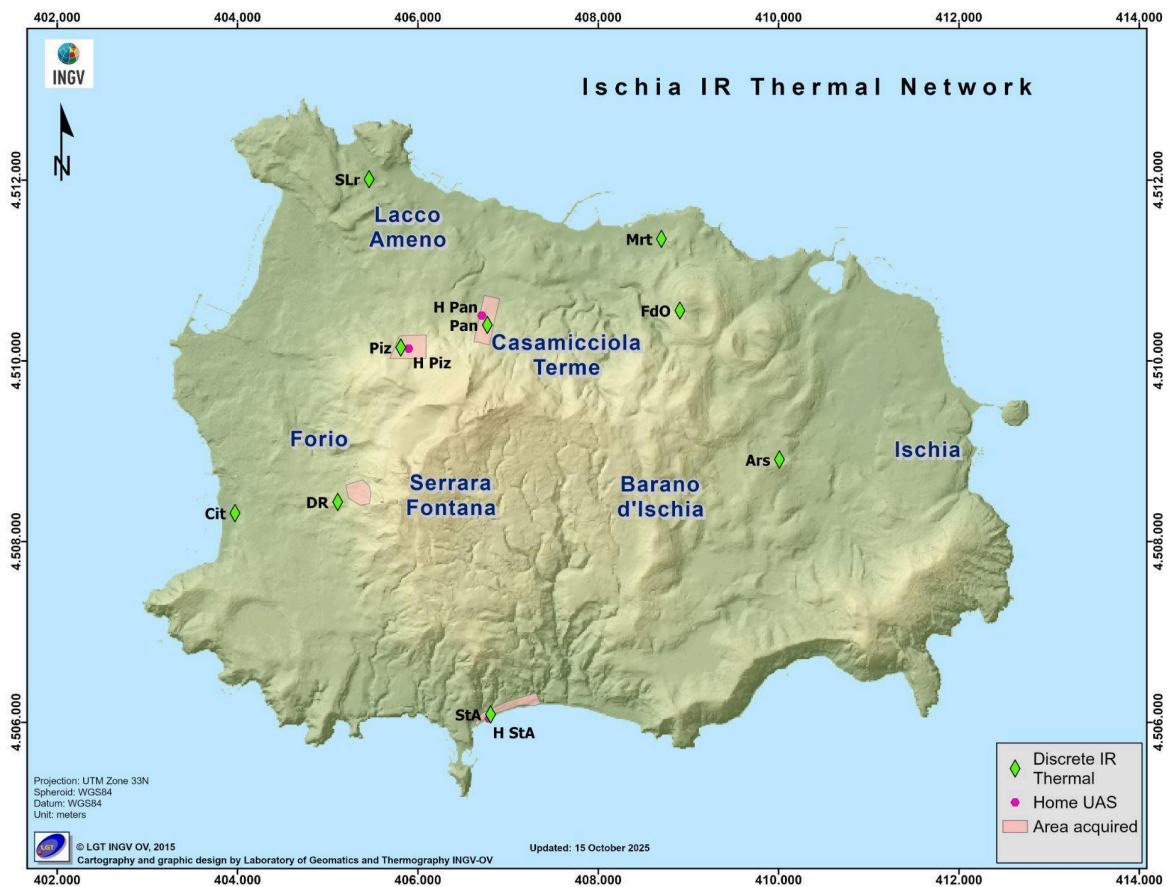 402.000 404.000 406.000 408.000 410.000 412.000 414.000
INGV
Ischia IR Thermal Network
N
4.512.000
4.512.000
SLr
Lacco
Ameno
Mrt
H Pan
FdO
Pan
Casamicciola
Terme
Piz
H Piz
4.510.000
4.510.000
Forio
Ischia
Ars
Serrara
Fontana
Barano
d'Ischia
DR
Cit
4.508.000
4.508.000
StA
H StA
4.506.000
4.506.000
Discrete IR
Thermal
Home UAS
Area acquired
Projection: UTM Zone 33N
Spheroid: WGS84
Datum: WGS84
Unit: meters
LGT
© LGT INGV OV, 2015
Updated: 15 October 2025
Cartography and graphic design by Laboratory of Geomatics and Thermography INGV-OV
402.000 404.000 406.000 408.000 410.000 412.000 414.000